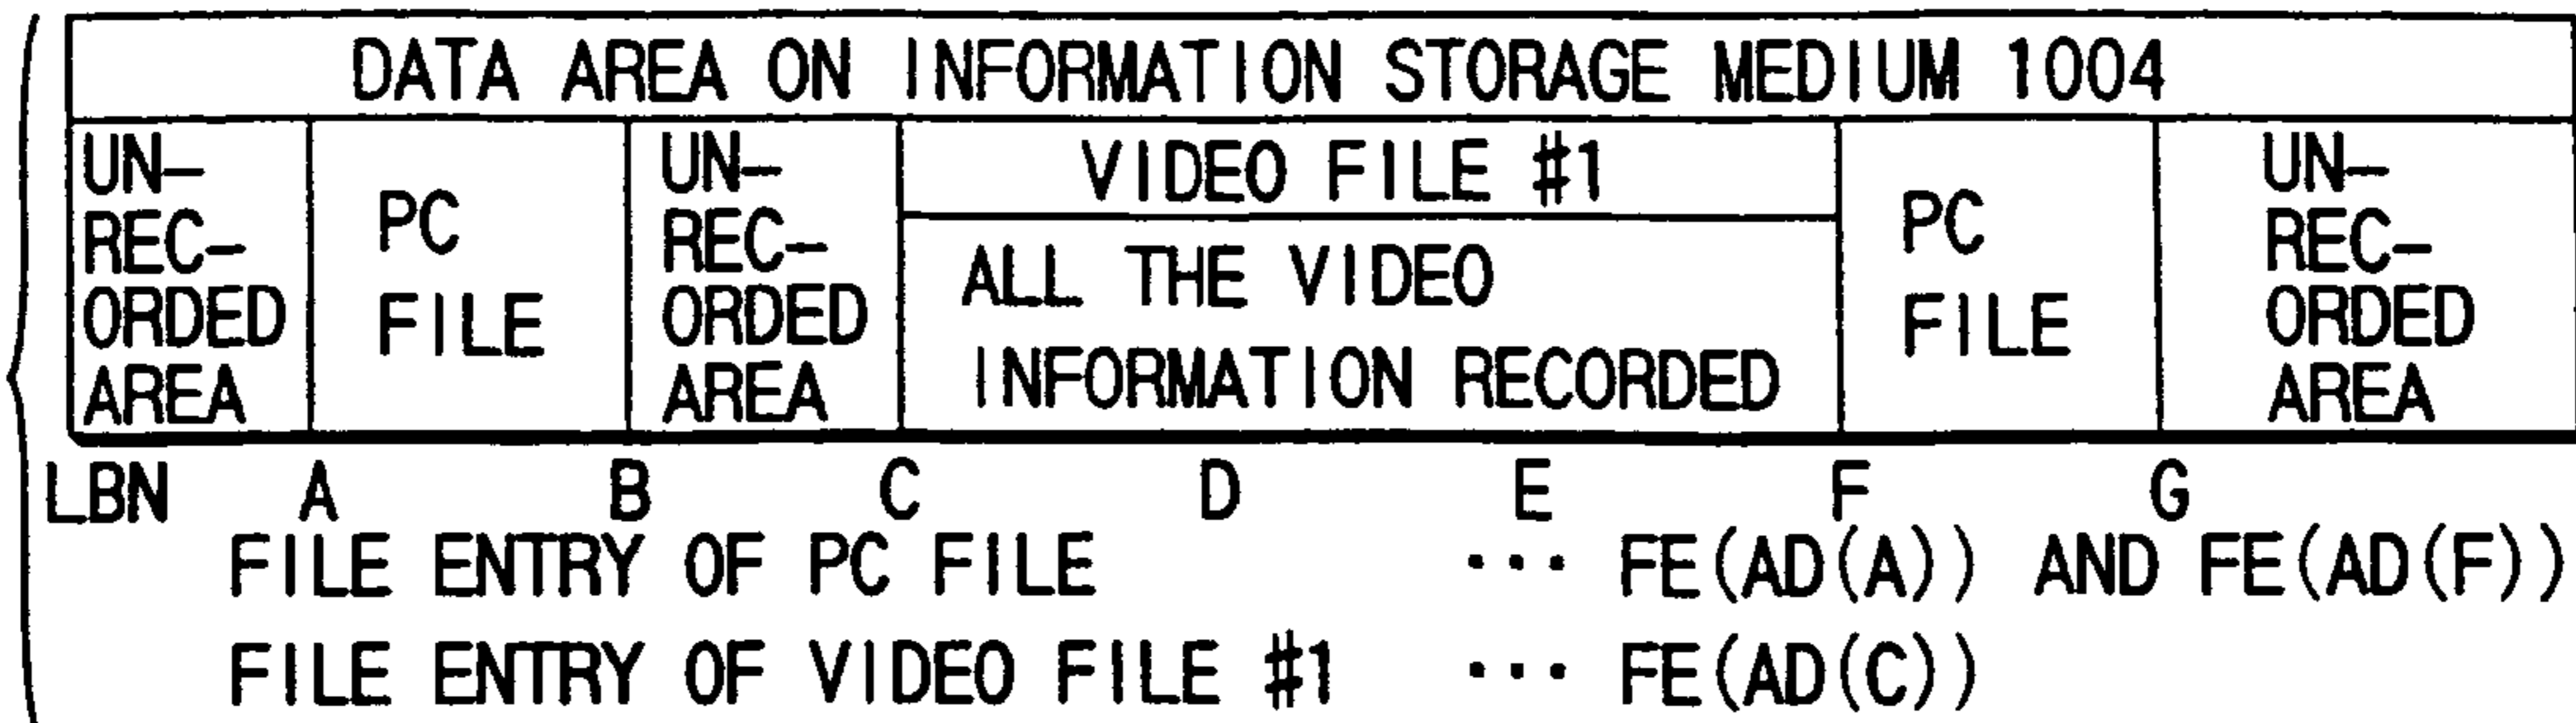 DATA AREA ON INFORMATION STORAGE MEDIUM 1004
UN-
REC-
ORDED
AREA
PC
FILE
UN-
REC-
ORDED
AREA
VIDEO FILE #1
ALL THE VIDEO
INFORMATION RECORDED
PC
FILE
UN-
REC-
ORDED
AREA
LBN A B C D E F G
FILE ENTRY OF PC FILE ... FE(AD(A)) AND FE(AD(F))
FILE ENTRY OF VIDEO FILE #1 ... FE(AD(C))